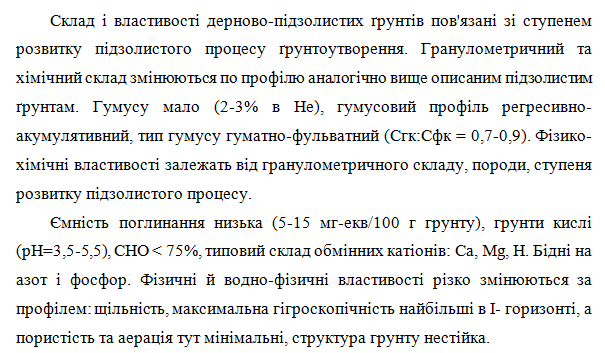 Склад і властивості дерново-підзолистих ґрунтів пов'язані зі ступенем
розвитку підзолистого процесу ґрунтоутворення. Гранулометричний та
хімічний склад змінюються по профілю аналогічно вище описаним підзолистим
ґрунтам. Гумусу мало (2-3% в Не), гумусовий профіль регресивно-
акумулятивний, тип гумусу гуматно-фульватний (Сгк:Сфк = 0,7-0,9). Фізико-
хімічні властивості залежать від гранулометричного складу, породи, ступеня
розвитку підзолистого процесу.
Ємність поглинання низька (5-15 мг-екв/100 г грунту), грунти кислі
(рН=3,5-5,5), СНО < 75%, типовий склад обмінних катіонів: Ca, Mg, H. Бідні на
азот і фосфор. Фізичні й водно-фізичні властивості різко змінюються за
профілем: щільність, максимальна гігроскопічність найбільші в І- горизонті, а
пористість та аерація тут мінімальні, структура грунту нестійка.